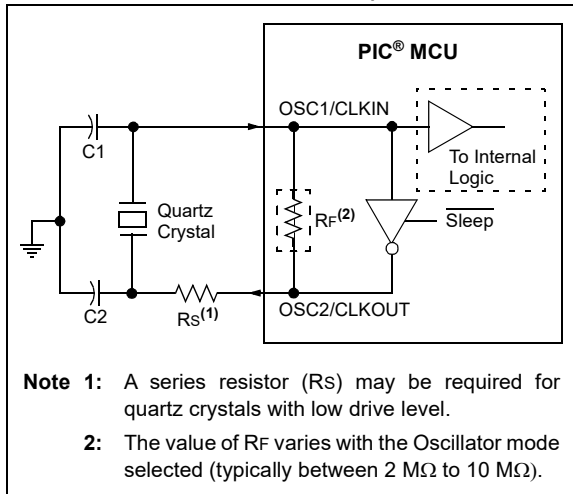 PIC® MCU
OSC1/CLKIN
C1
To Internal
Logic
Quartz
Crystal
RF(2)
Sleep
C2
RS(1)
OSC2/CLKOUT
Note 1: A series resistor (RS) may be required for
quartz crystals with low drive level.
2: The value of RF varies with the Oscillator mode
selected (typically between 2 MΩ to 10 MΩ).